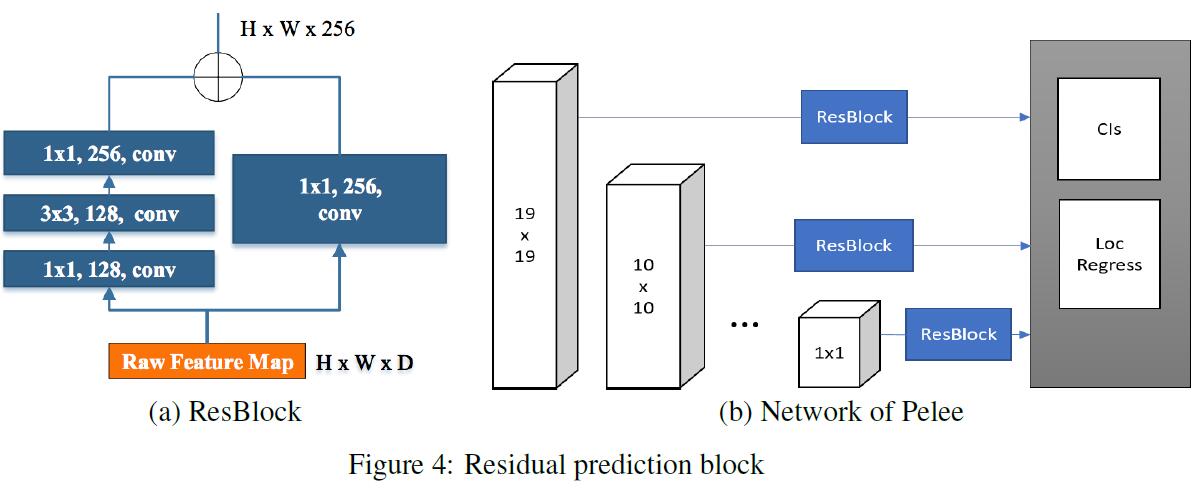 H x W x 256
1x1, 256, conv
3x3, 128, conv
1x1, 128, conv
1x1, 256,
conv
Raw Feature Map
H x W x D
(a) ResBlock
19
x
19
10
x
10
...
1x1
ResBlock
ResBlock
ResBlock
Cls
Loc
Regress
(b) Network of Pelee
Figure 4: Residual prediction block